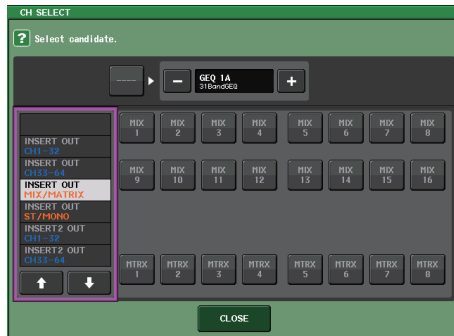 CH SELECT
? Select candidate.
---- − GEQ 1A +
31BandGEQ
INSERT OUT
CH1-32
INSERT OUT
CH33-64
INSERT OUT
MIX/MATRIX
INSERT OUT
ST/MONO
INSERT2 OUT
CH1-32
INSERT2 OUT
CH33-64
MIX 1 MIX 2 MIX 3 MIX 4 MIX 5 MIX 6 MIX 7 MIX 8
MIX 9 MIX 10 MIX 11 MIX 12 MIX 13 MIX 14 MIX 15 MIX 16
MTRX 1 MTRX 2 MTRX 3 MTRX 4 MTRX 5 MTRX 6 MTRX 7 MTRX 8
CLOSE